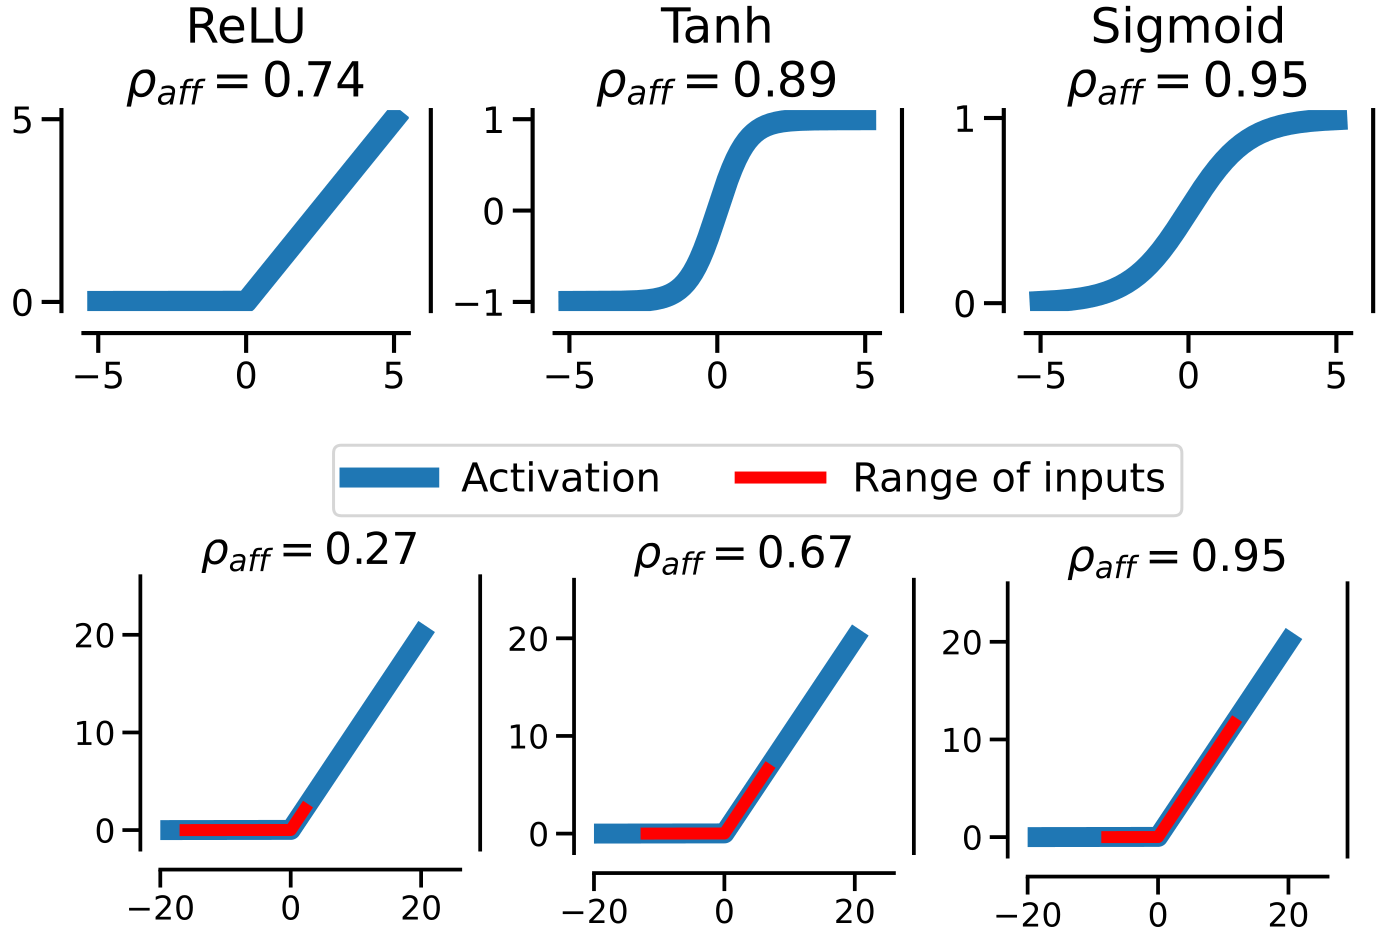 ReLU Tanh Sigmoid
ρaff = 0.74 ρaff = 0.89 ρaff = 0.95
5 1 1
0
0 −1 0
−5 0 5 −5 0 5 −5 0 5
Activation Range of inputs
ρaff = 0.27 ρaff = 0.67 ρaff = 0.95
20 20 20
10 10 10
0 0 0
−20 0 20 −20 0 20 −20 0 20